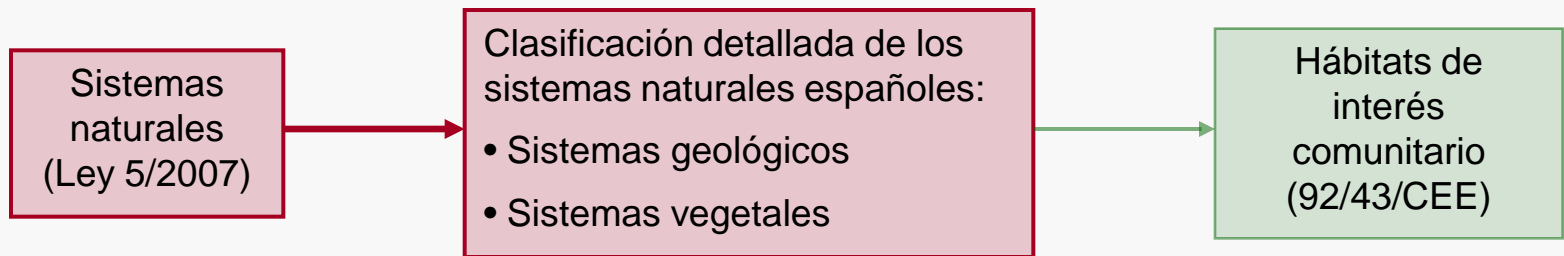 Sistemas
naturales
(Ley 5/2007)
Clasificación detallada de los
sistemas naturales españoles:
• Sistemas geológicos
• Sistemas vegetales
Hábitats de
interés
comunitario
(92/43/CEE)